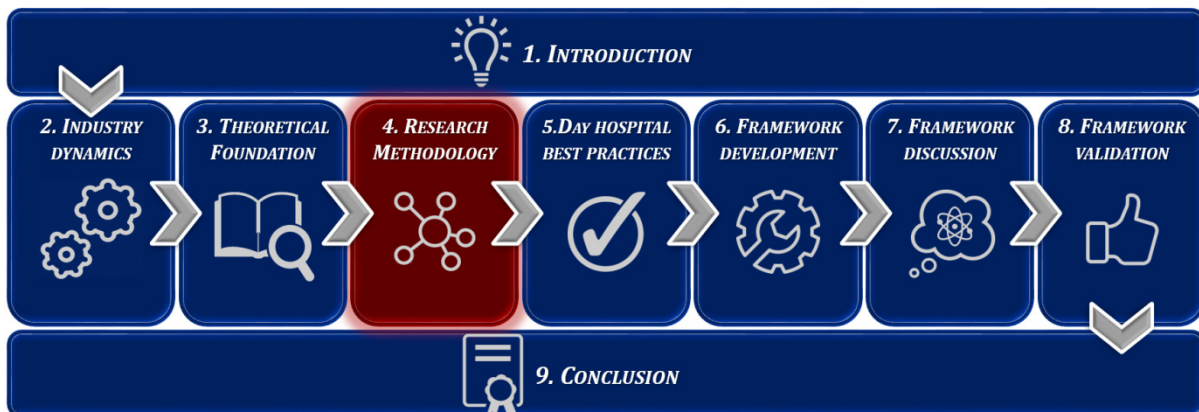 1. INTRODUCTION
2. INDUSTRY
DYNAMICS
3. THEORETICAL
FOUNDATION
4. RESEARCH
METHODOLOGY
5.DAY HOSPITAL
BEST PRACTICES
6. FRAMEWORK
DEVELOPMENT
7. FRAMEWORK
DISCUSSION
8. FRAMEWORK
VALIDATION
9. CONCLUSION